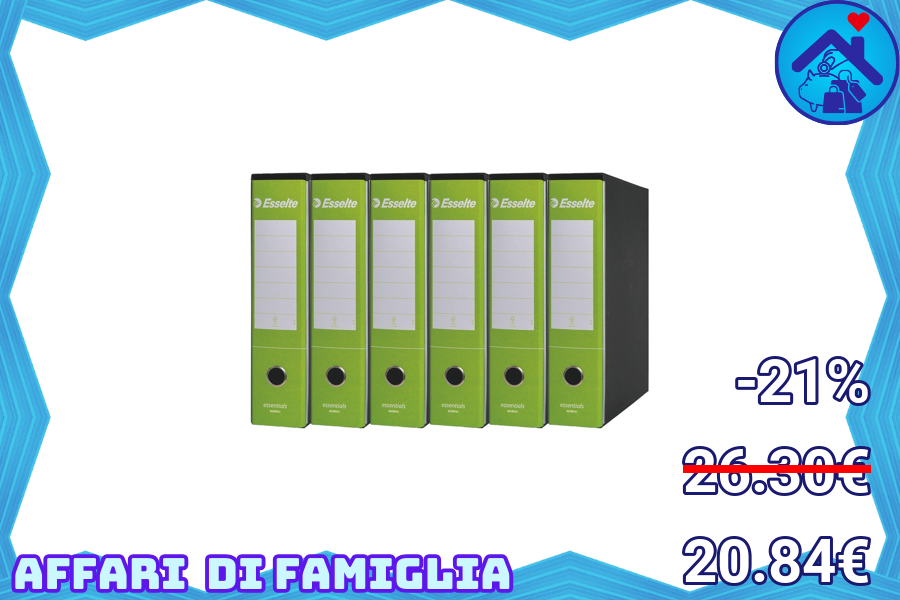 Esselte Esselte Esselte Esselte Esselte Esselte
essentials essentials essentials essentials essentials essentials
-21%
26.30€
20.84€
AFFARI DI FAMIGLIA